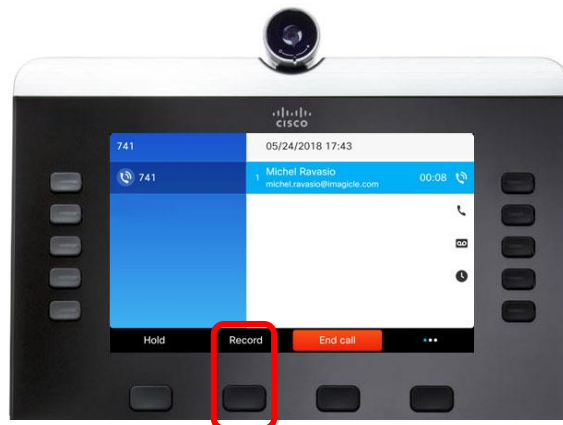 CISCO
741
05/24/2018 17:43
741
1 Michel Ravasio 00:08
michel.ravasio@imagicle.com
Hold Record End call